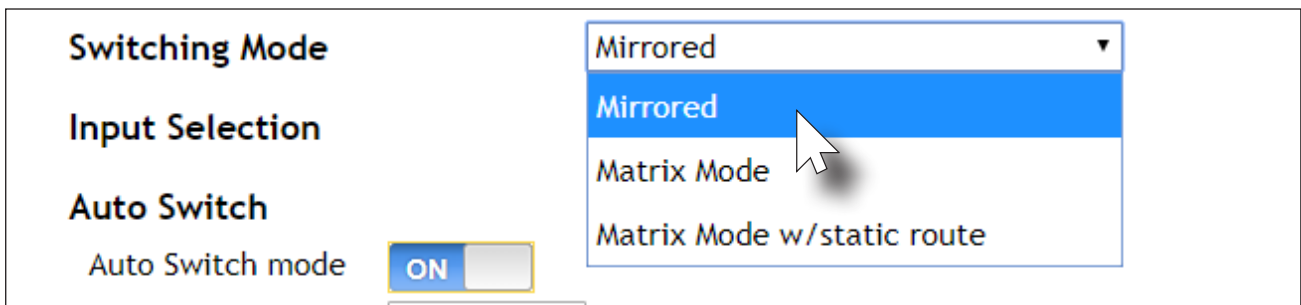 Switching Mode Mirrored
Mirrored
Input Selection
Matrix Mode
Auto Switch
Matrix Mode w/static route
Auto Switch mode ON